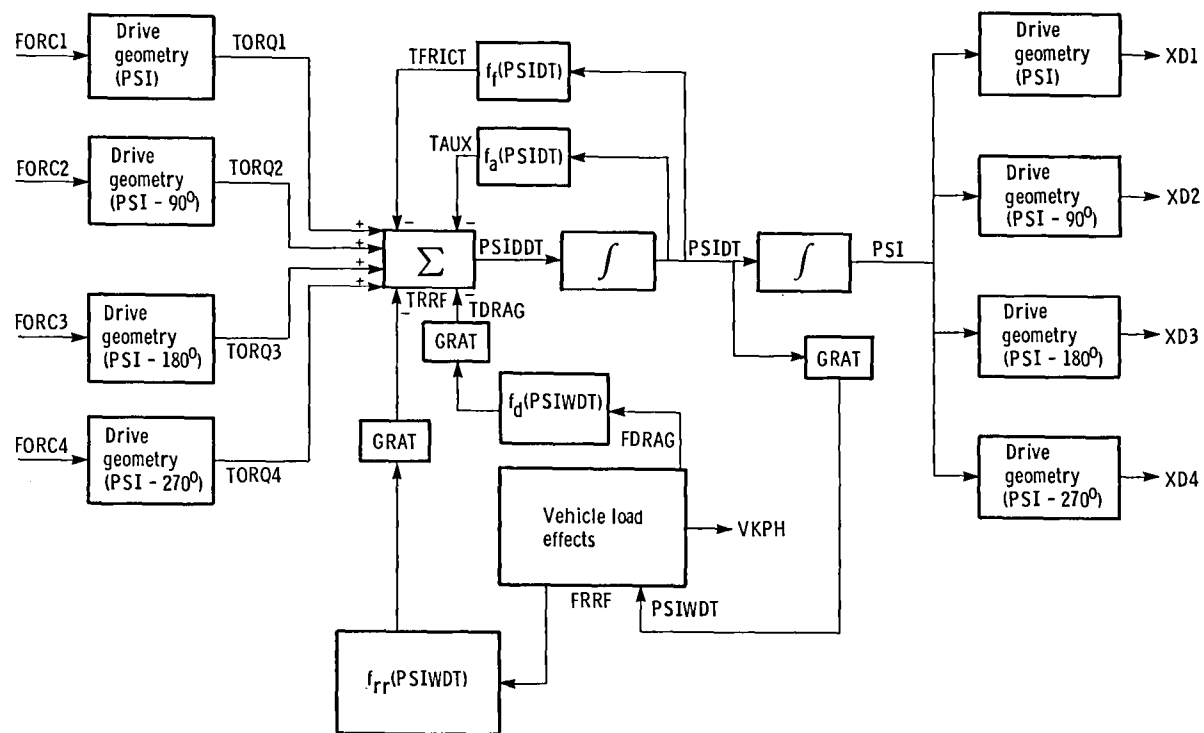 FORC1
Drive
geometry
(PSI)
TORQ1
FORC2
Drive
geometry
(PSI - 90⁰)
TORQ2
FORC3
Drive
geometry
(PSI - 180⁰)
TORQ3
FORC4
Drive
geometry
(PSI - 270⁰)
TORQ4
TFRICT
f_f(PSIDT)
TAUX
f_a(PSIDT)
+
+
+
+
−
−
∑
PSIDDT
∫
PSIDT
∫
PSI
−
TRRF
−
TDRAG
GRAT
GRAT
GRAT
f_d(PSIWDT)
FDRAG
Vehicle load
effects
VKPH
FRRF
PSIWDT
f_rr(PSIWDT)
Drive
geometry
(PSI)
XD1
Drive
geometry
(PSI - 90⁰)
XD2
Drive
geometry
(PSI - 180⁰)
XD3
Drive
geometry
(PSI - 270⁰)
XD4